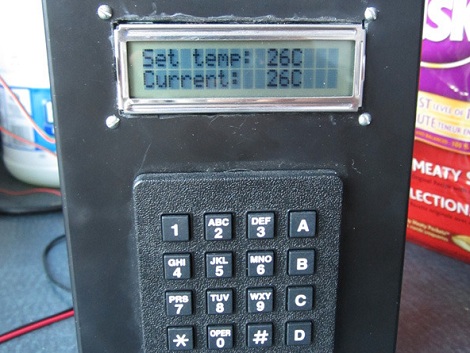 Set temp: 26C
Current: 26C
1
ABC
2
DEF
3
A
GHI
4
JKL
5
MNO
6
B
PRS
7
TUV
8
WXY
9
C
*
OPER
0
#
D
MEATY